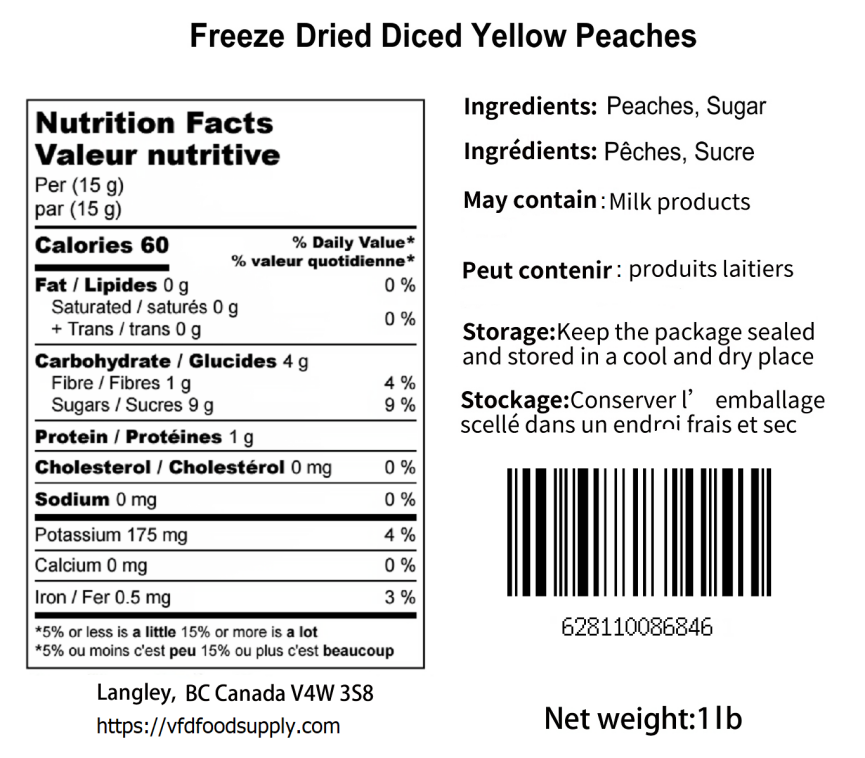 Freeze Dried Diced Yellow Peaches
Nutrition Facts
Valeur nutritive
Per (15 g)
par (15 g)
Calories 60
% Daily Value*
% valeur quotidienne*
Fat / Lipides 0 g 0 %
Saturated / saturés 0 g
+ Trans / trans 0 g 0 %
Carbohydrate / Glucides 4 g
Fibre / Fibres 1 g 4 %
Sugars / Sucres 9 g 9 %
Protein / Protéines 1 g
Cholesterol / Cholestérol 0 mg 0 %
Sodium 0 mg 0 %
Potassium 175 mg 4 %
Calcium 0 mg 0 %
Iron / Fer 0.5 mg 3 %
*5% or less is a little 15% or more is a lot
*5% ou moins c'est peu 15% ou plus c'est beaucoup
Langley, BC Canada V4W 3S8
https://vfdfoodsupply.com
Ingredients: Peaches, Sugar
Ingrédients: Pêches, Sucre
May contain : Milk products
Peut contenir : produits laitiers
Storage:Keep the package sealed
and stored in a cool and dry place
Stockage:Conserver l’ emballage
scellé dans un endroi frais et sec
628110086846
Net weight:1lb